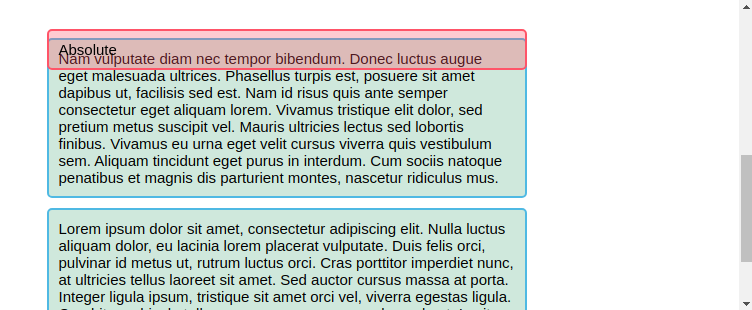 Absolute
Nam vulputate diam nec tempor bibendum. Donec luctus augue
eget malesuada ultrices. Phasellus turpis est, posuere sit amet
dapibus ut, facilisis sed est. Nam id risus quis ante semper
consectetur eget aliquam lorem. Vivamus tristique elit dolor, sed
pretium metus suscipit vel. Mauris ultricies lectus sed lobortis
finibus. Vivamus eu urna eget velit cursus viverra quis vestibulum
sem. Aliquam tincidunt eget purus in interdum. Cum sociis natoque
penatibus et magnis dis parturient montes, nascetur ridiculus mus.
Lorem ipsum dolor sit amet, consectetur adipiscing elit. Nulla luctus
aliquam dolor, eu lacinia lorem placerat vulputate. Duis felis orci,
pulvinar id metus ut, rutrum luctus orci. Cras porttitor imperdiet nunc,
at ultricies tellus laoreet sit amet. Sed auctor cursus massa at porta.
Integer ligula ipsum, tristique sit amet orci vel, viverra egestas ligula.